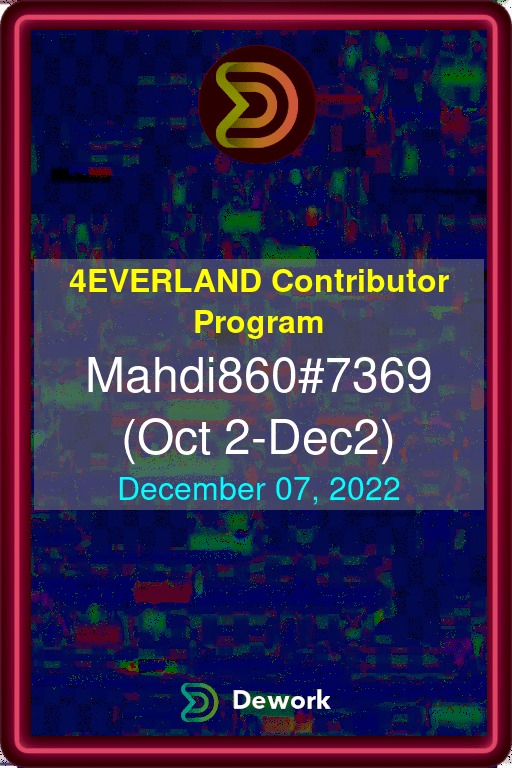 4EVERLAND Contributor
Program
Mahdi860#7369
(Oct 2-Dec2)
December 07, 2022
Dework